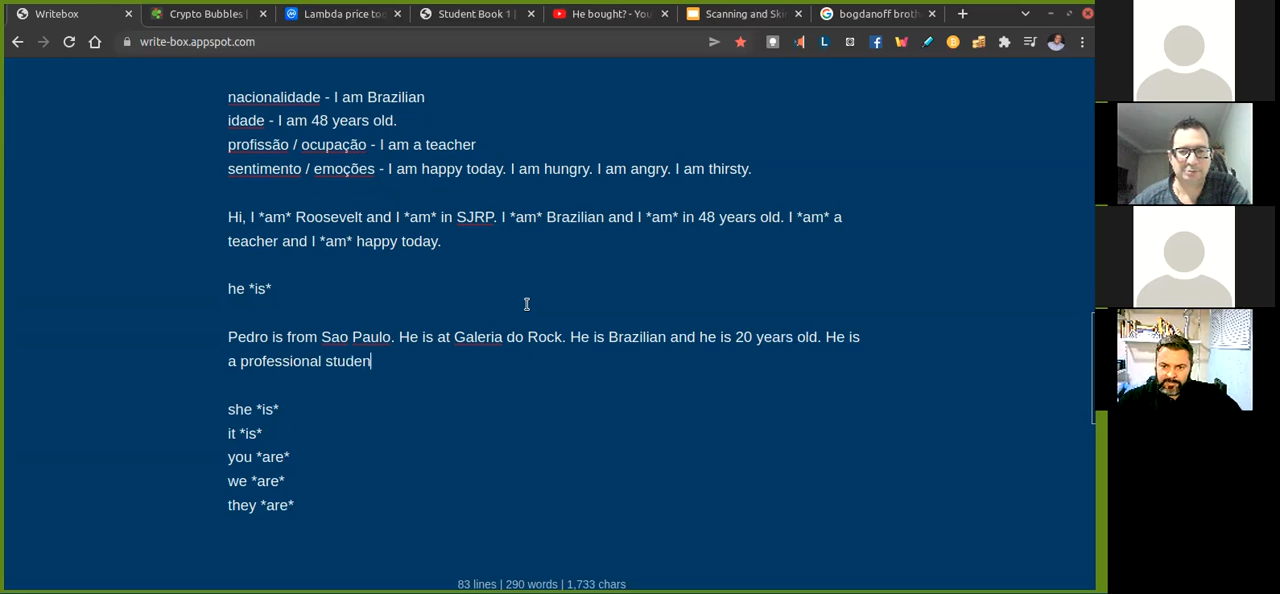 Writebox
Crypto Bubbles |
Lambda price to
Student Book 1
He bought? - You
Scanning and Ski
bogdanoff broth
write-box.appspot.com
nacionalidade - I am Brazilian
idade - I am 48 years old.
profissão / ocupação - I am a teacher
sentimento / emoções - I am happy today. I am hungry. I am angry. I am thirsty.
Hi, I *am* Roosevelt and I *am* in SJRP. I *am* Brazilian and I *am* in 48 years old. I *am* a
teacher and I *am* happy today.
he *is*
Pedro is from Sao Paulo. He is at Galeria do Rock. He is Brazilian and he is 20 years old. He is
a professional studen
she *is*
it *is*
you *are*
we *are*
they *are*
83 lines | 290 words | 1,733 chars